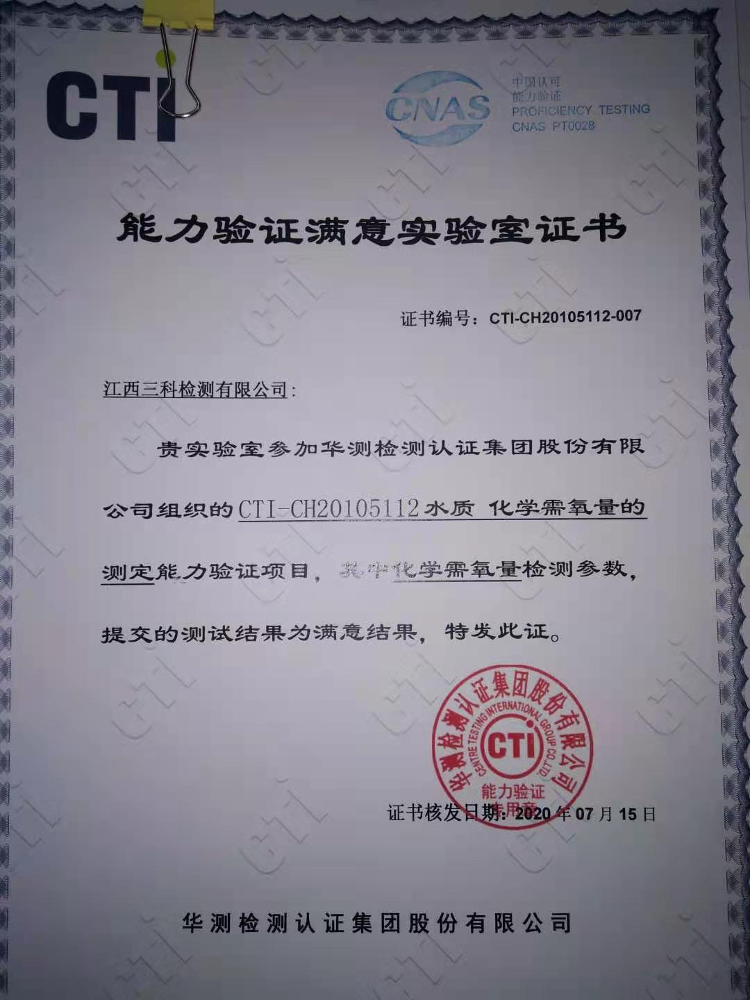 CTI
CNAS
中国认可
能力验证
PROFICIENCY TESTING
CNAS PT0028
能力验证满意实验室证书
证书编号：CTI-CH20105112-007
江西三科检测有限公司：
贵实验室参加华测检测认证集团股份有限
公司组织的CTI-CH20105112水质 化学需氧量的
测定能力验证项目，其中化学需氧量检测参数，
提交的测试结果为满意结果，特发此证。
华测检测认证集团股份有限公司
CENTRE TESTING INTERNATIONAL GROUP CO.,LTD.
CTI
能力验证
专用章
证书核发日期：2020年07月15日
华测检测认证集团股份有限公司